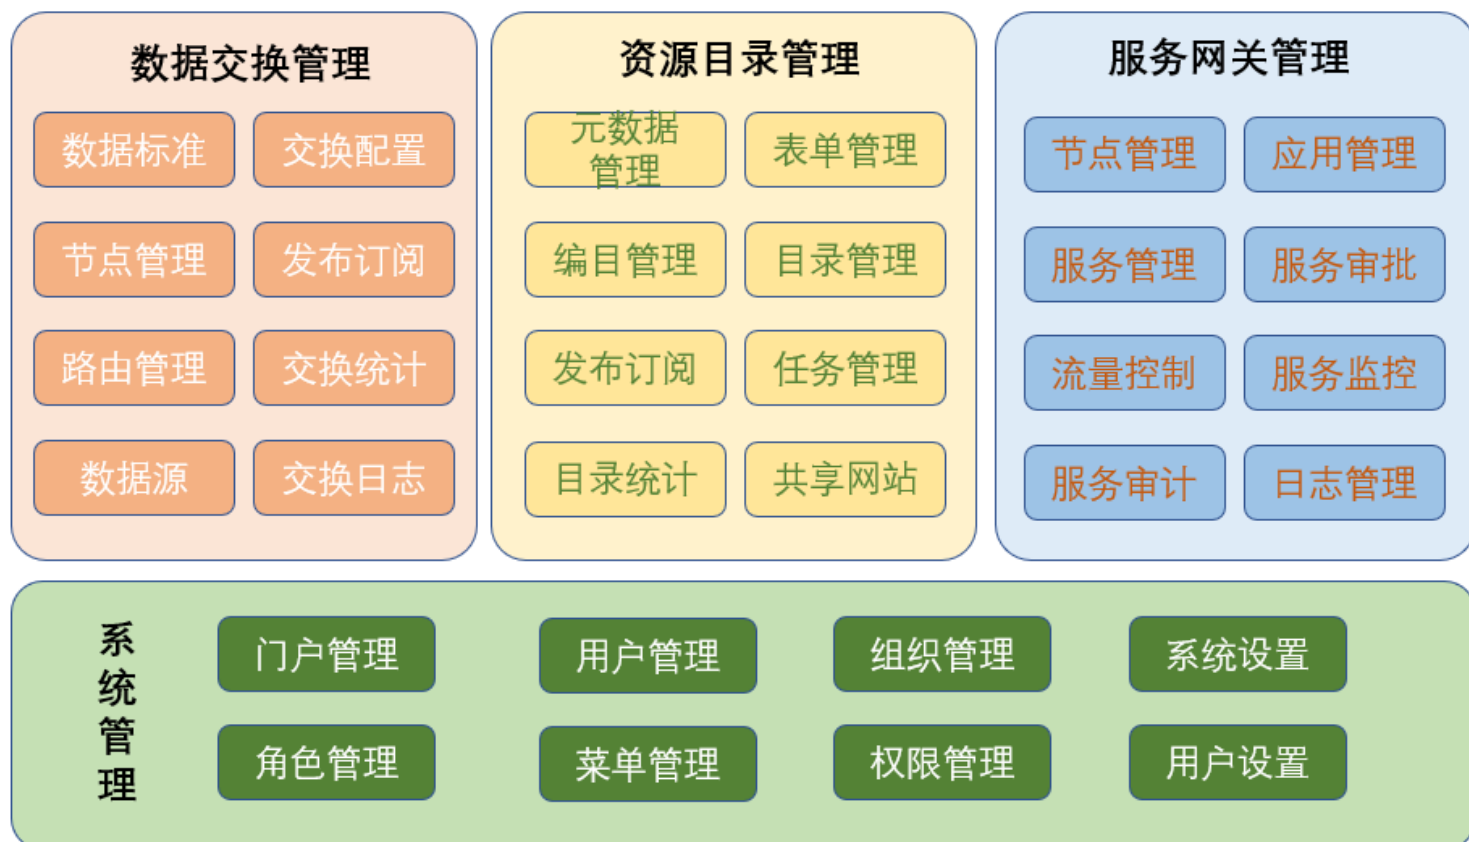 数据交换管理
数据标准
交换配置
节点管理
发布订阅
路由管理
交换统计
数据源
交换日志
资源目录管理
元数据
管理
表单管理
编目管理
目录管理
发布订阅
任务管理
目录统计
共享网站
服务网关管理
节点管理
应用管理
服务管理
服务审批
流量控制
服务监控
服务审计
日志管理
系
统
管
理
门户管理
用户管理
组织管理
系统设置
角色管理
菜单管理
权限管理
用户设置